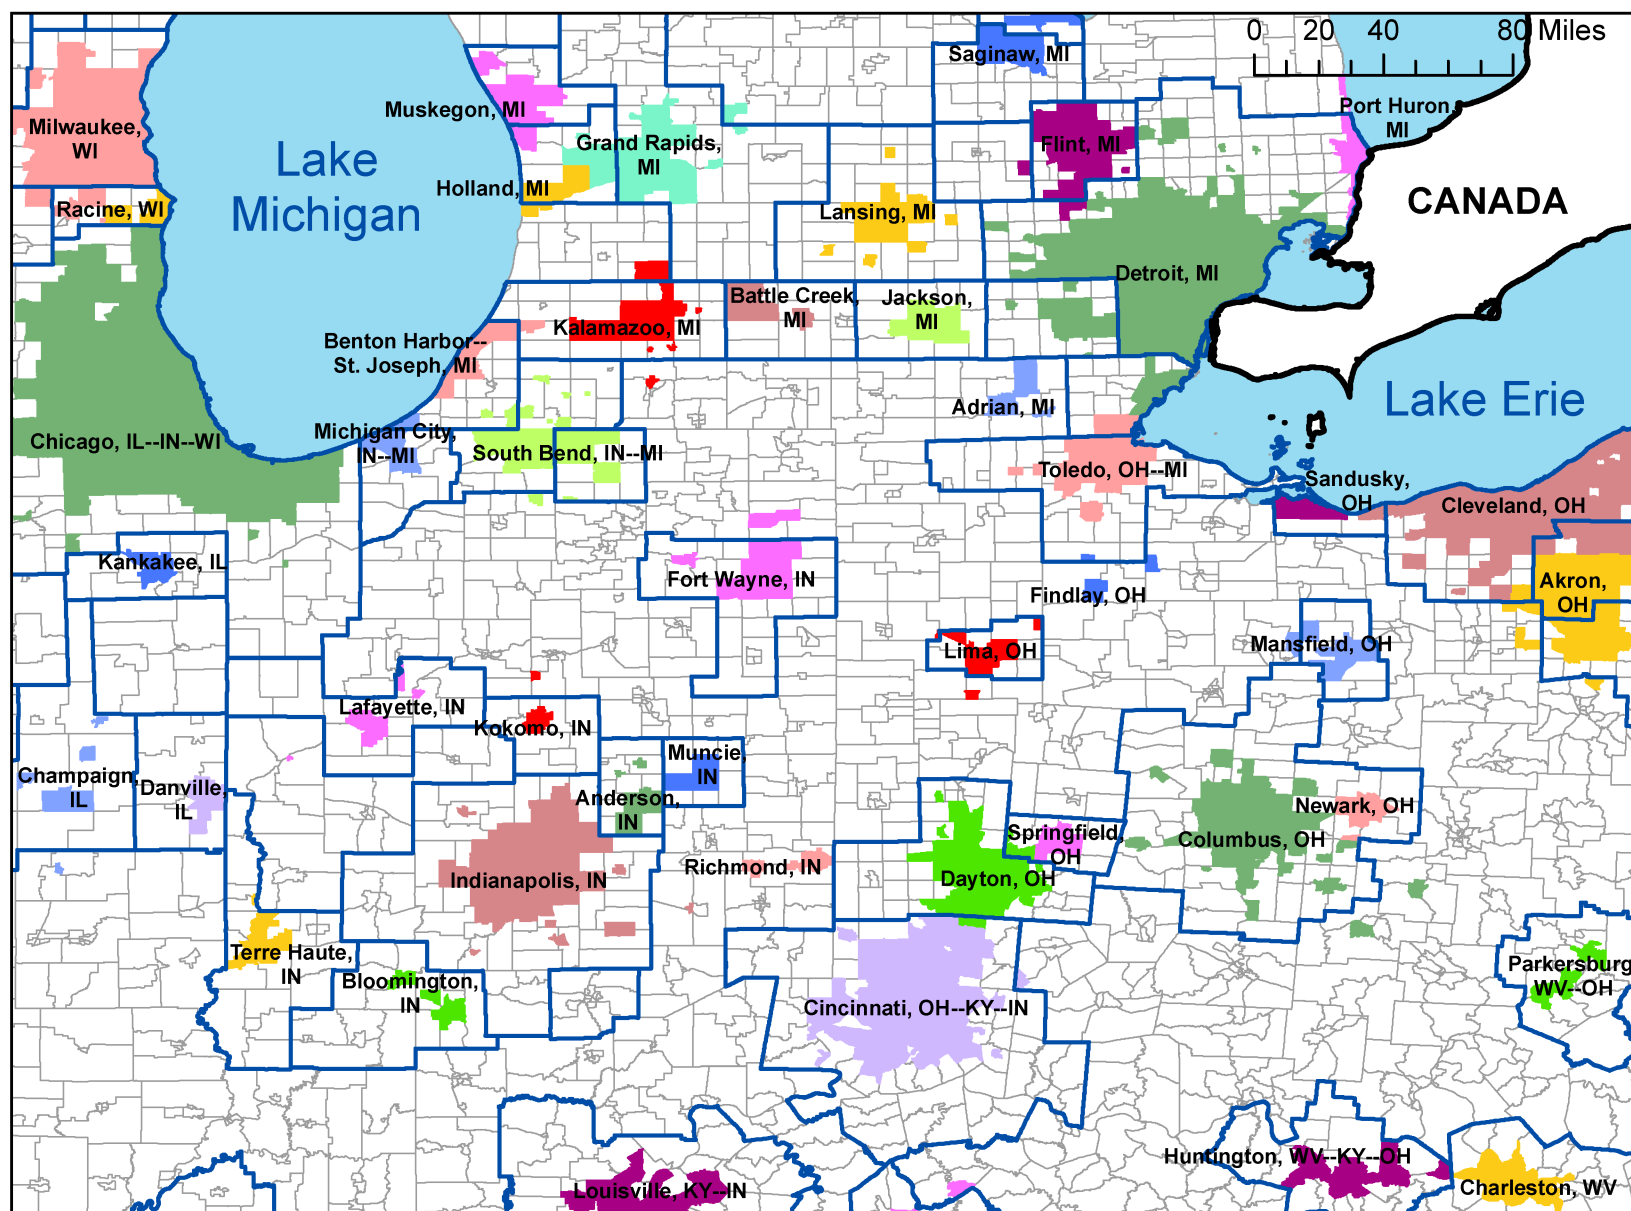 0 20 40 80 Miles
Saginaw, MI
Port Huron,
MI
Muskegon, MI
Milwaukee,
WI
Grand Rapids,
MI
Flint, MI
Lake
Michigan
Holland, MI
CANADA
Racine, WI
Lansing, MI
Detroit, MI
Battle Creek,
MI
Jackson,
MI
Kalamazoo, MI
Benton Harbor--
St. Joseph, MI
Lake Erie
Adrian, MI
Chicago, IL--IN--WI
Michigan City,
IN--MI
South Bend, IN--MI
Toledo, OH--MI
Sandusky,
OH
Cleveland, OH
Kankakee, IL
Fort Wayne, IN
Findlay, OH
Akron,
OH
Lima, OH
Mansfield, OH
Lafayette, IN
Kokomo, IN
Muncie,
IN
Champaign,
IL
Danville,
IL
Anderson,
IN
Newark, OH
Springfield,
OH
Columbus, OH
Richmond, IN
Indianapolis, IN
Dayton, OH
Terre Haute,
IN
Bloomington,
IN
Parkersburg
WV--OH
Cincinnati, OH--KY--IN
Huntington, WV--KY--OH
Louisville, KY--IN
Charleston, WV